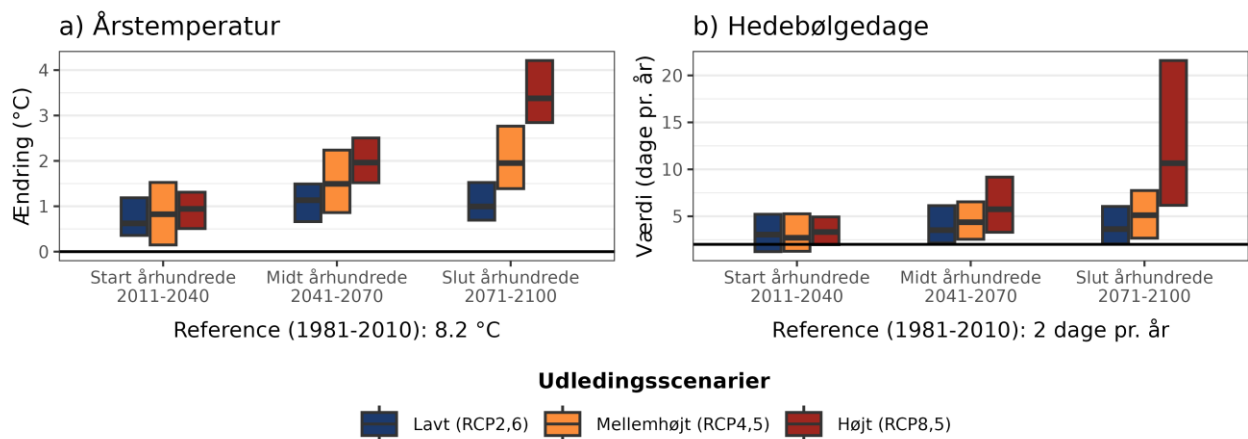 a) Årstemperatur
Ændring (°C)
4
3
2
1
0
Start århundrede
2011-2040
Midt århundrede
2041-2070
Slut århundrede
2071-2100
Reference (1981-2010): 8.2 °C
b) Hedebølgedage
Værdi (dage pr. år)
20
15
10
5
Start århundrede
2011-2040
Midt århundrede
2041-2070
Slut århundrede
2071-2100
Reference (1981-2010): 2 dage pr. år
Udledingsscenarier
Lavt (RCP2,6)
Mellemhøjt (RCP4,5)
Højt (RCP8,5)